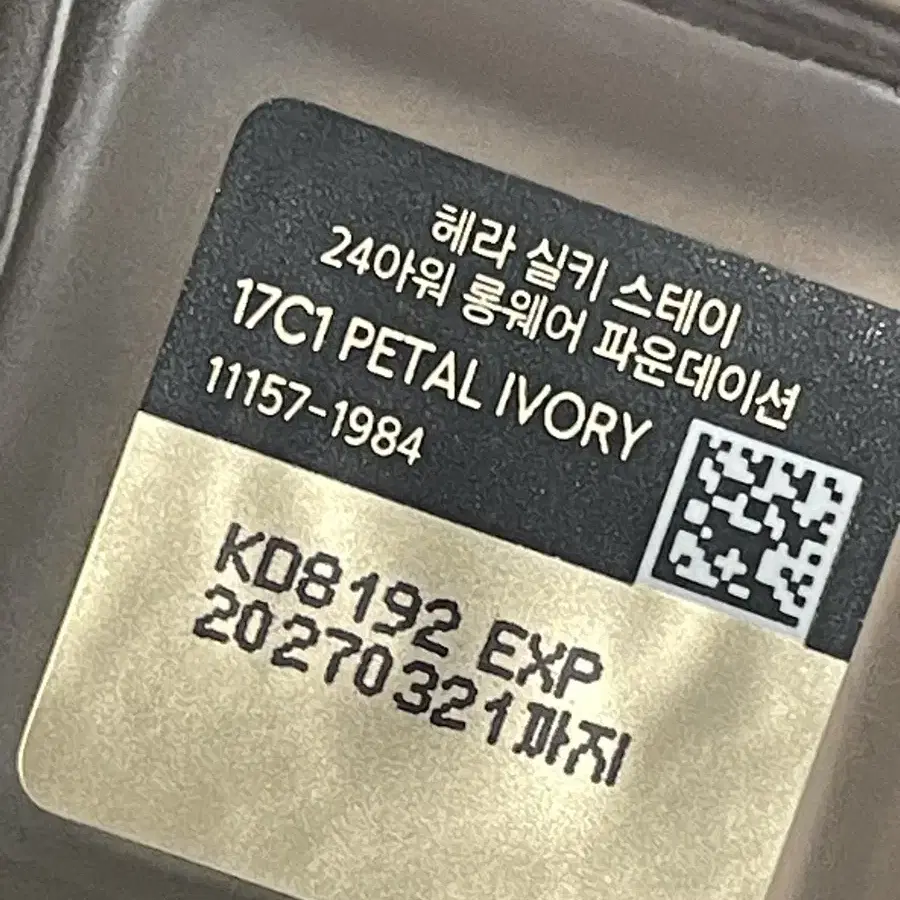 헤라 실키 스테이
24아워 롱웨어 파운데이션
17C1 PETAL IVORY
11157-1984
KD8192 EXP
20270321까지